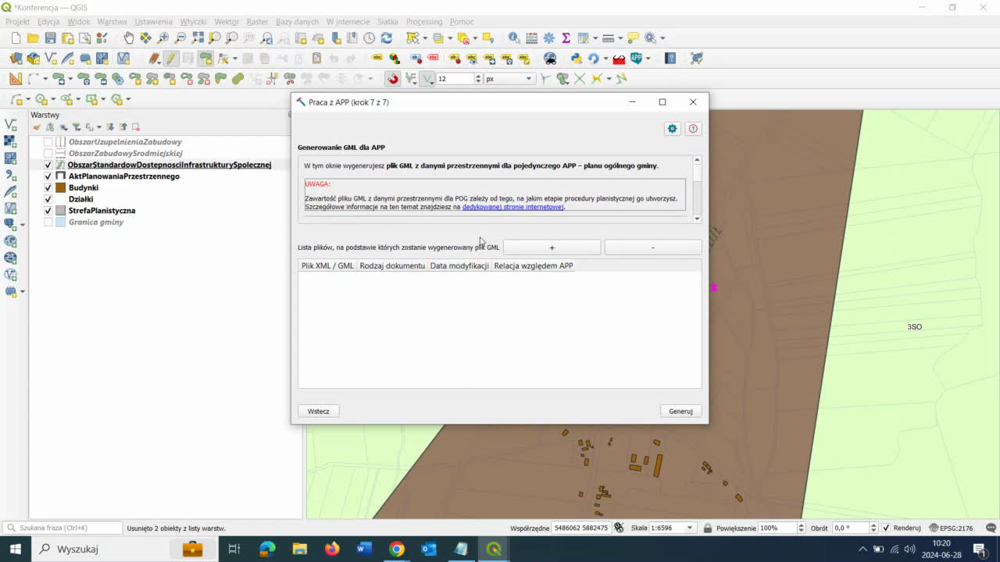 *Konferencja — QGIS
Projekt Edycja Widok Warstwa Ustawienia Wtyczki Wektor Raster Bazy danych W internecie Siatka Processing Pomoc
12 px
Warstwy
ObszarUzupelnieniaZabudowy
ObszarZabudowySrodmiejskiej
ObszarStandardowDostepnosciInfrastrukturySpolecznej
AktPlanowaniaPrzestrzennego
Budynki
Działki
StrefaPlanistyczna
Granica gminy
Praca z APP (krok 7 z 7)
Generowanie GML dla APP
W tym oknie wygenerujesz plik GML z danymi przestrzennymi dla pojedynczego APP – planu ogólnego gminy.
UWAGA:
Zawartość pliku GML z danymi przestrzennymi dla POG zależy od tego, na jakim etapie procedury planistycznej go utworzysz.
Szczegółowe informacje na ten temat znajdziesz na dedykowanej stronie internetowej.
Lista plików, na podstawie których zostanie wygenerowany plik GML + -
Plik XML / GML Rodzaj dokumentu Data modyfikacji Relacja względem APP
Wstecz Generuj
3SO
Szukana fraza (Ctrl+K) Usunięto 2 obiekty z listy warstw. Współrzędne 5486062 5882475 Skala 1:6596 Powiększenie 100% Obrót 0,0 ° Renderuj EPSG:2176
Wyszukaj
10:20
2024-06-28